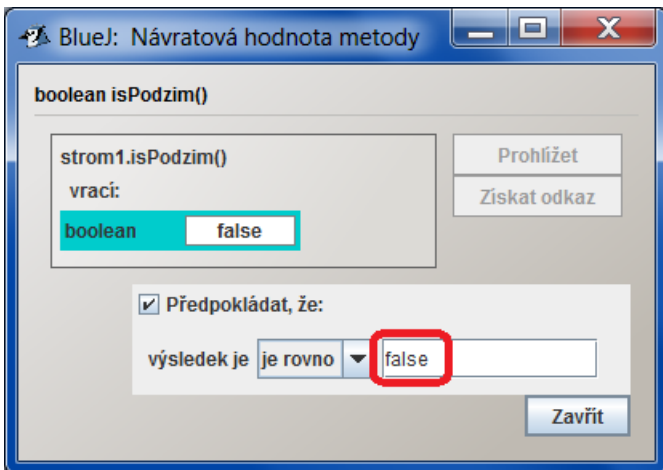 BlueJ: Návratová hodnota metody
boolean isPodzim()
strom1.isPodzim()
vrací:
boolean false
Prohlížet
Získat odkaz
Předpokládat, že:
výsledek je je rovno false
Zavřít